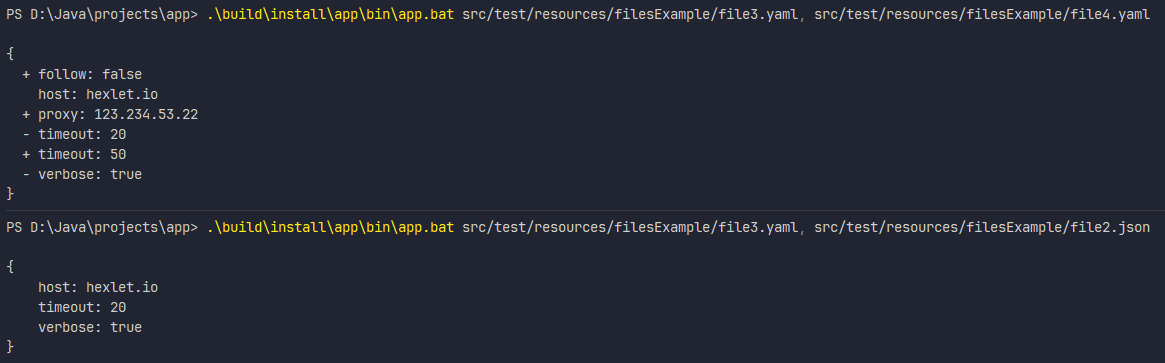 PS D:\Java\projects\app> .\build\install\app\bin\app.bat src/test/resources/filesExample/file3.yaml, src/test/resources/filesExample/file4.yaml
{
  + follow: false
    host: hexlet.io
  + proxy: 123.234.53.22
  - timeout: 20
  + timeout: 50
  - verbose: true
}
PS D:\Java\projects\app> .\build\install\app\bin\app.bat src/test/resources/filesExample/file3.yaml, src/test/resources/filesExample/file2.json
{
    host: hexlet.io
    timeout: 20
    verbose: true
}